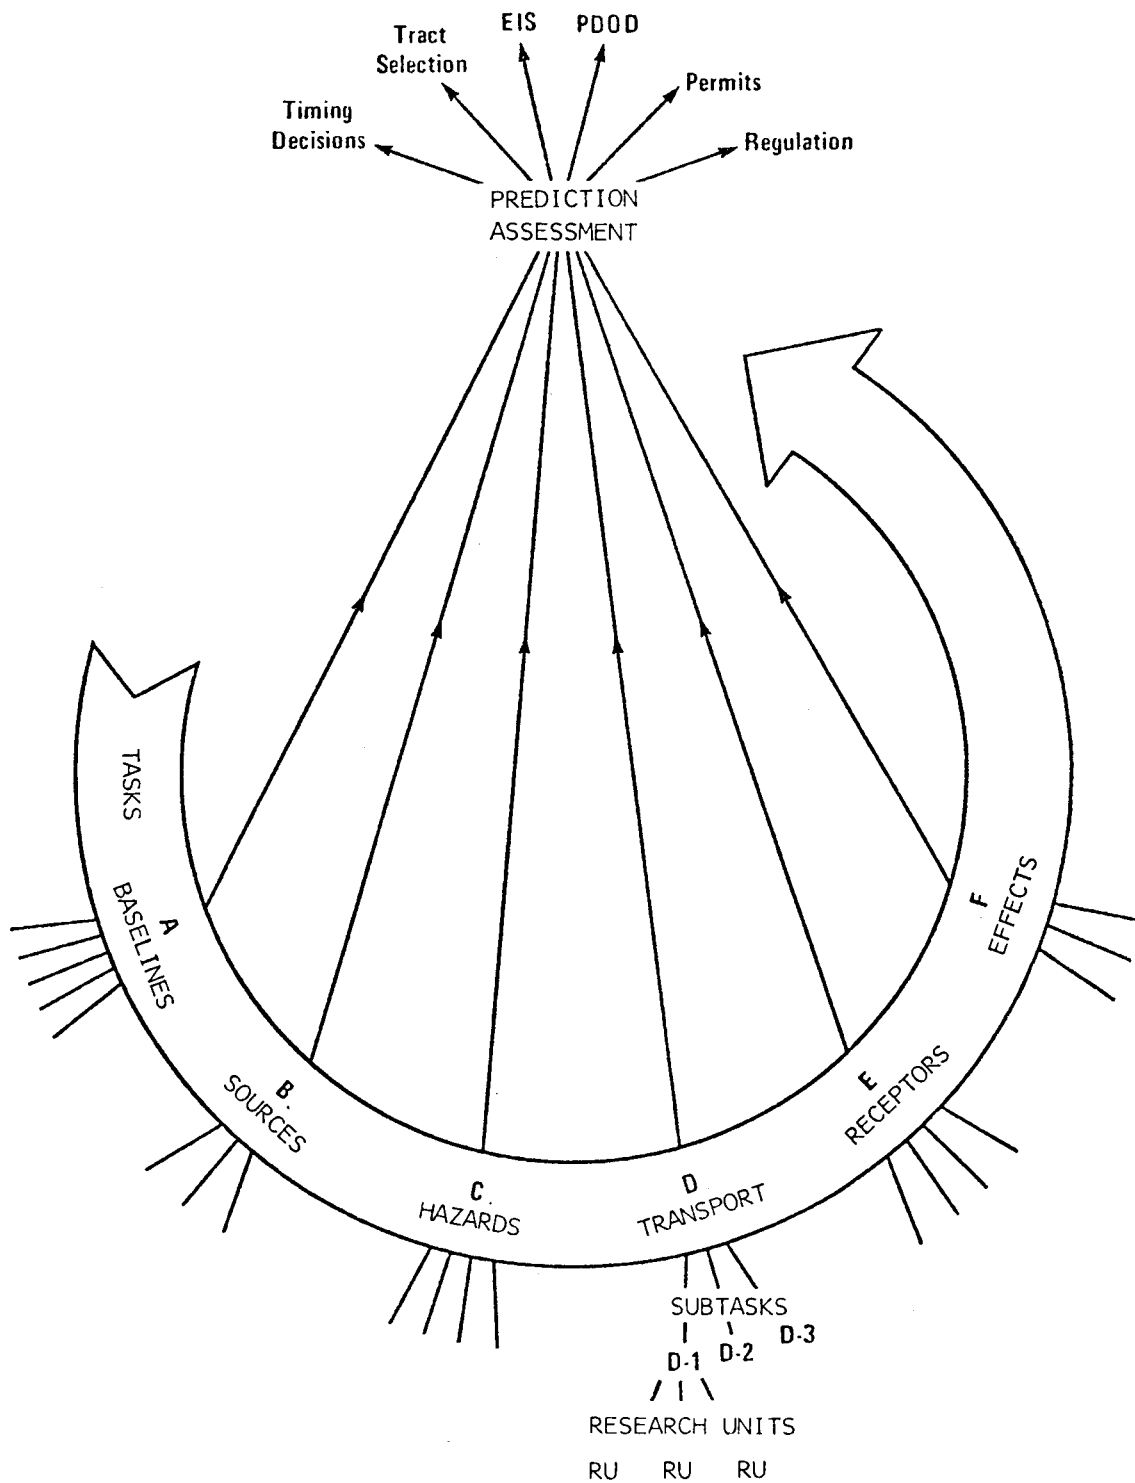 EIS
PDOD
Tract
Selection
Permits
Timing
Decisions
Regulation
PREDICTION
ASSESSMENT
TASKS
A
BASELINES
B.
SOURCES
C.
HAZARDS
D
TRANSPORT
E
RECEPTORS
F
EFFECTS
SUBTASKS
D-1
D-2
D-3
RESEARCH UNITS
RU RU RU